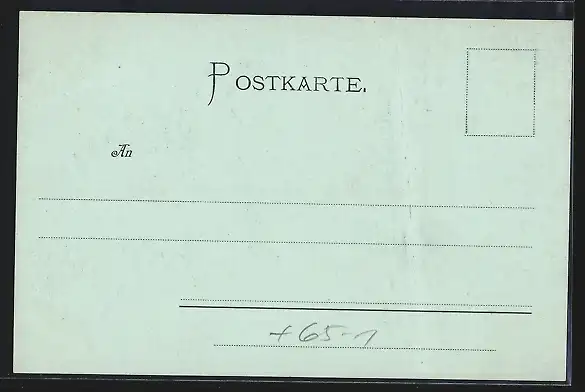 POSTKARTE.
An
+65-1